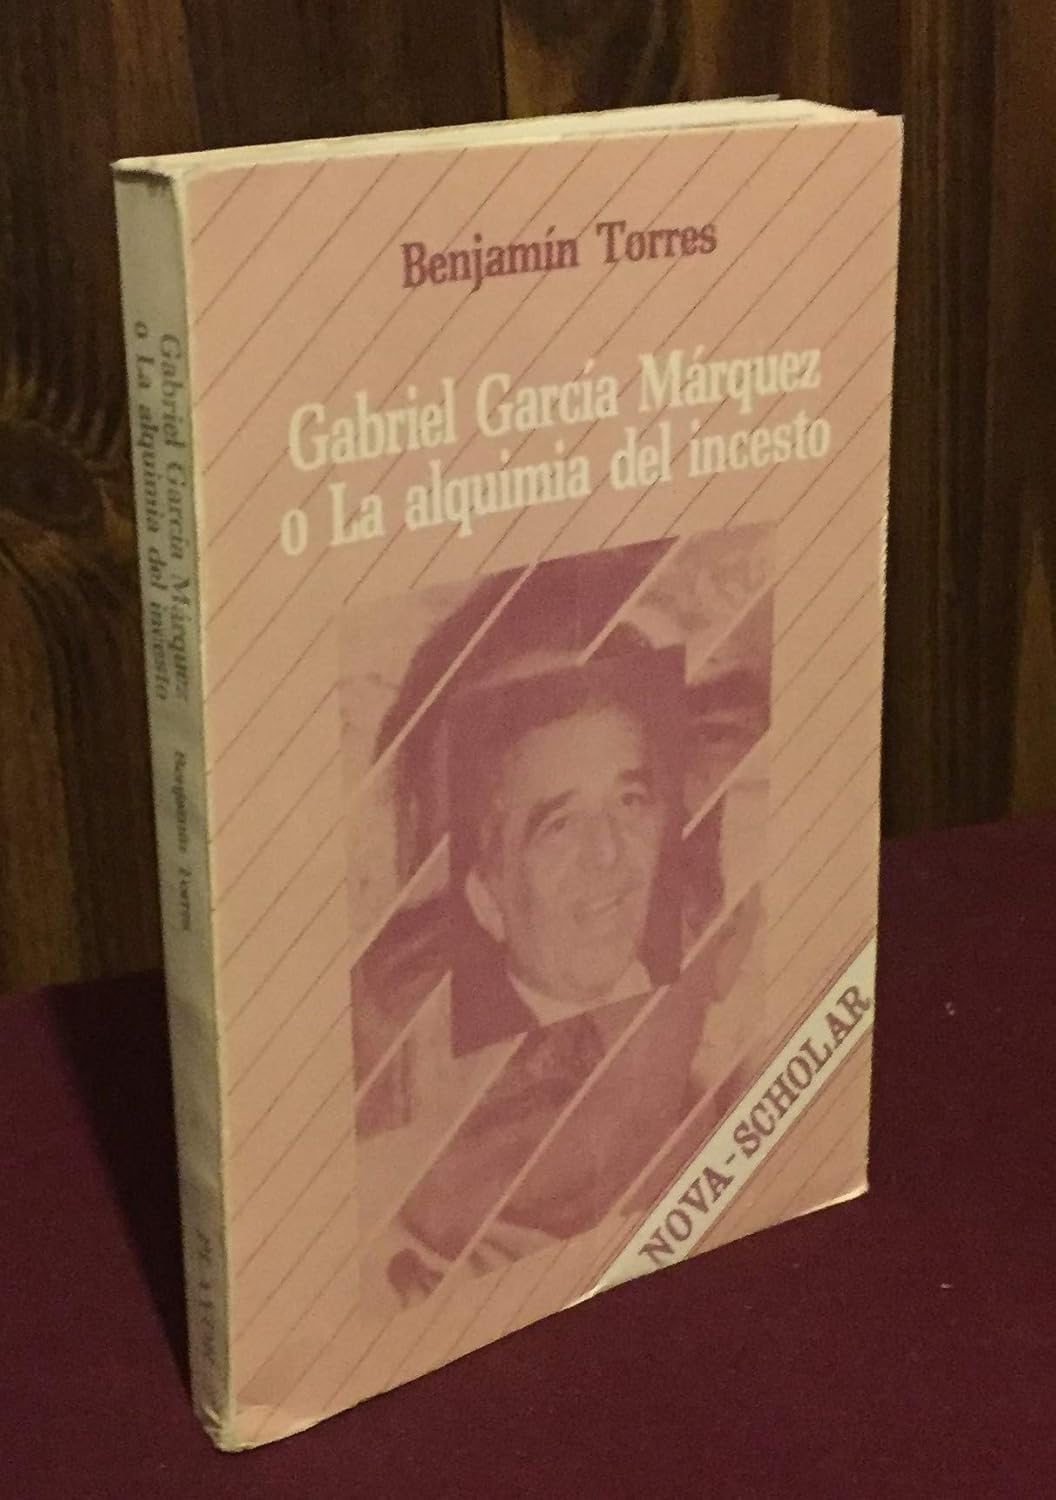 Benjamín Torres
Gabriel García Márquez
o La alquimia del incesto
NOVA-SCHOLAR
Gabriel García Márquez
o La alquimia del incesto
Benjamín Torres
PLAYOR